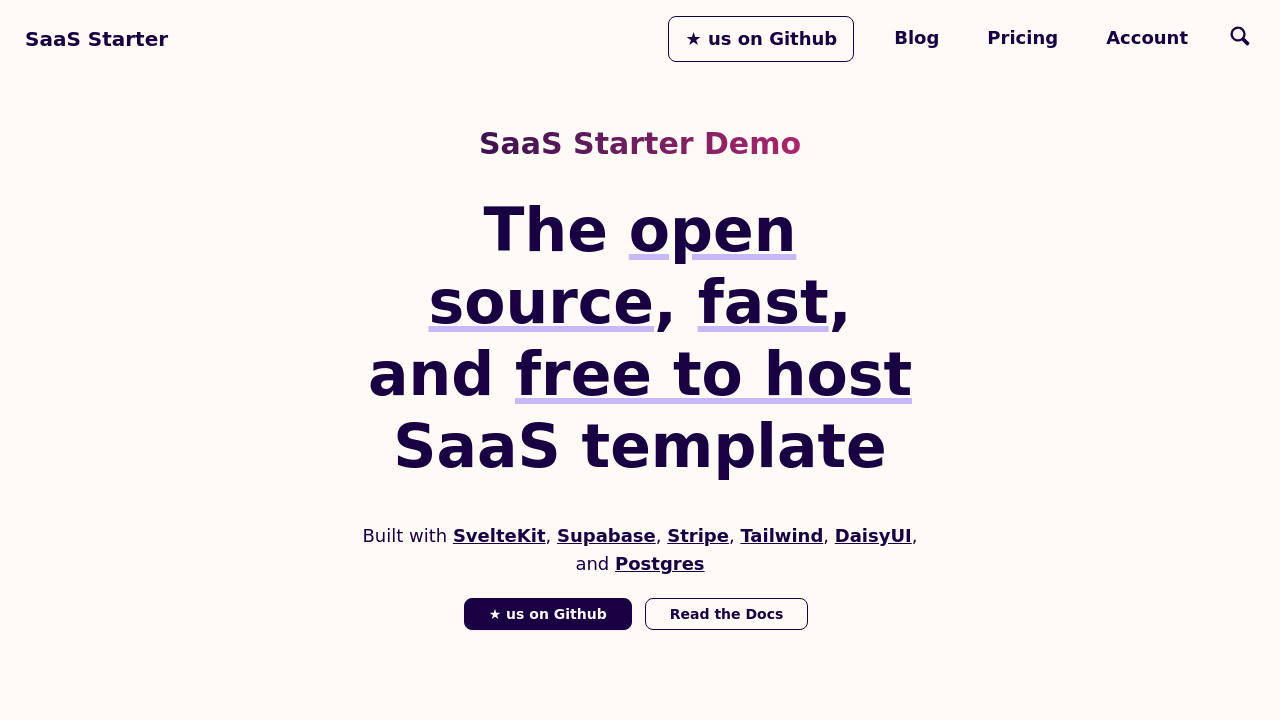 SaaS Starter
★ us on Github
Blog
Pricing
Account
SaaS Starter Demo
The open
source, fast,
and free to host
SaaS template
Built with SvelteKit, Supabase, Stripe, Tailwind, DaisyUI,
and Postgres
★ us on Github
Read the Docs